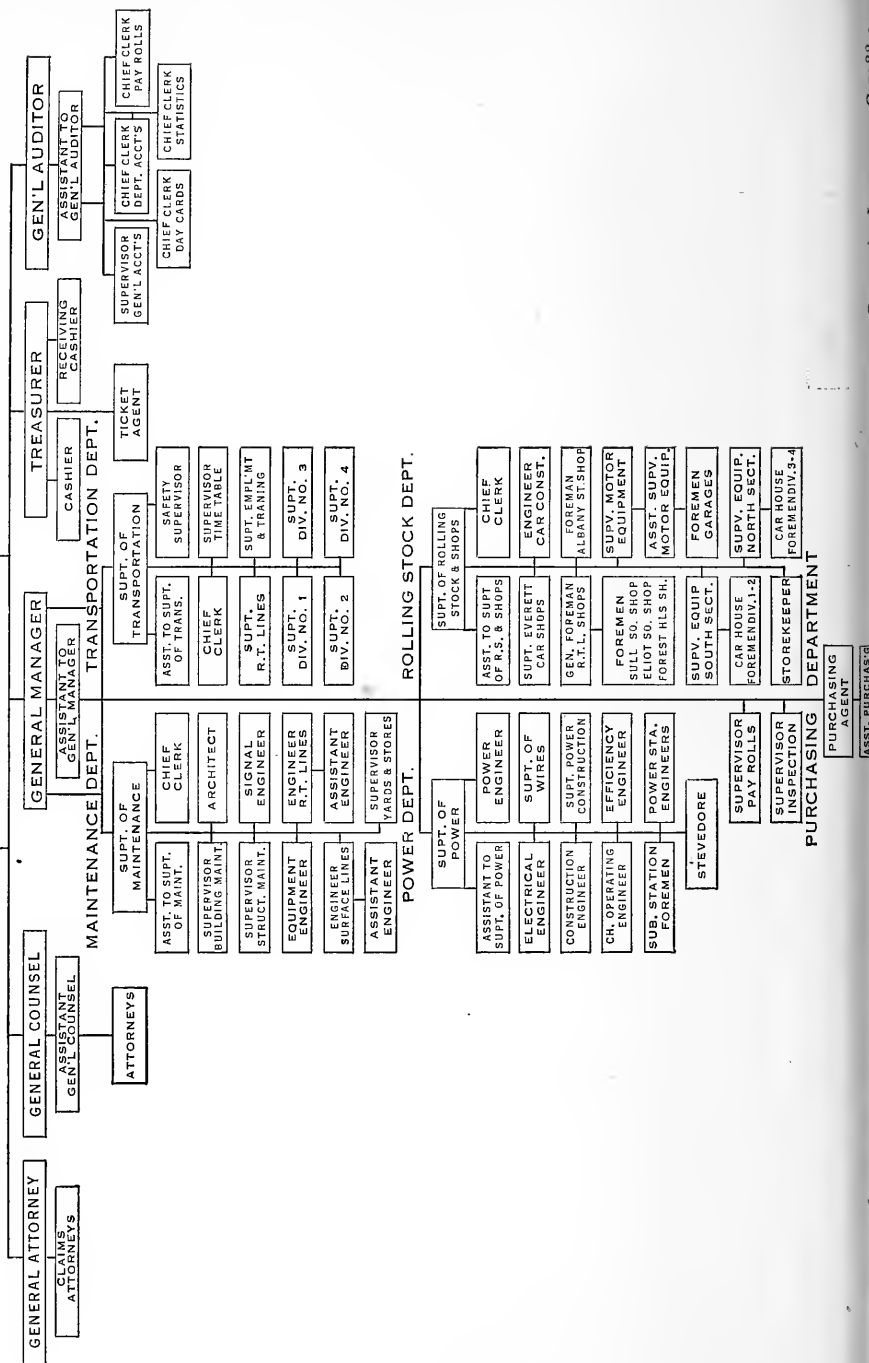 GENERAL ATTORNEY
CLAIMS
ATTORNEYS
GENERAL COUNSEL
ASSISTANT
GEN'L COUNSEL
ATTORNEYS
GENERAL MANAGER
ASSISTANT TO
GEN'L MANAGER
TREASURER
CASHIER
RECEIVING
CASHIER
TICKET
AGENT
GEN'L AUDITOR
ASSISTANT TO
GEN'L AUDITOR
SUPERVISOR
GEN'L ACCT'S
CHIEF CLERK
DEPT. ACCT'S
CHIEF CLERK
PAY ROLLS
CHIEF CLERK
DAY CARDS
CHIEF CLERK
STATISTICS
MAINTENANCE DEPT.
SUPT. OF
MAINTENANCE
ASST. TO SUPT.
OF MAINT.
CHIEF
CLERK
SUPERVISOR
BUILDING MAINT.
ARCHITECT
SUPERVISOR
STRUCT. MAINT.
SIGNAL
ENGINEER
EQUIPMENT
ENGINEER
ENGINEER
R.T. LINES
ENGINEER
SURFACE LINES
ASSISTANT
ENGINEER
ASSISTANT
ENGINEER
SUPERVISOR
YARDS & STORES
TRANSPORTATION DEPT.
SUPT. OF
TRANSPORTATION
ASST. TO SUPT.
OF TRANS.
SAFETY
SUPERVISOR
CHIEF
CLERK
SUPERVISOR
TIME TABLE
SUPT.
R.T. LINES
SUPT. EMPL'MT
& TRANING
SUPT.
DIV. NO. 1
SUPT.
DIV. NO. 3
SUPT.
DIV. NO. 2
SUPT.
DIV. NO. 4
POWER DEPT.
SUPT. OF
POWER
ASSISTANT TO
SUPT. OF POWER
POWER
ENGINEER
ELECTRICAL
ENGINEER
SUPT. OF
WIRES
CONSTRUCTION
ENGINEER
SUPT. POWER
CONSTRUCTION
CH. OPERATING
ENGINEER
EFFICIENCY
ENGINEER
SUB. STATION
FOREMEN
POWER STA.
ENGINEERS
STEVEDORE
ROLLING STOCK DEPT.
SUPT. OF ROLLING
STOCK & SHOPS
ASST. TO SUPT
OF R.S. & SHOPS
CHIEF
CLERK
SUPT. EVERETT
CAR SHOPS
ENGINEER
CAR CONST.
GEN. FOREMAN
R.T.L. SHOPS
FOREMAN
ALBANY ST. SHOP
FOREMEN
SULL SO. SHOP
ELIOT SO. SHOP
FOREST HLS SH.
SUPV. MOTOR
EQUIPMENT
ASST. SUPV.
MOTOR EQUIP.
SUPV. EQUIP
SOUTH SECT.
FOREMEN
GARAGES
CAR HOUSE
FOREMEN DIV. 1-2
SUPV. EQUIP.
NORTH SECT.
STOREKEEPER
CAR HOUSE
FOREMEN DIV. 3-4
SUPERVISOR
PAY ROLLS
SUPERVISOR
INSPECTION
PURCHASING DEPARTMENT
PURCHASING
AGENT
ASST. PURCHAS'G